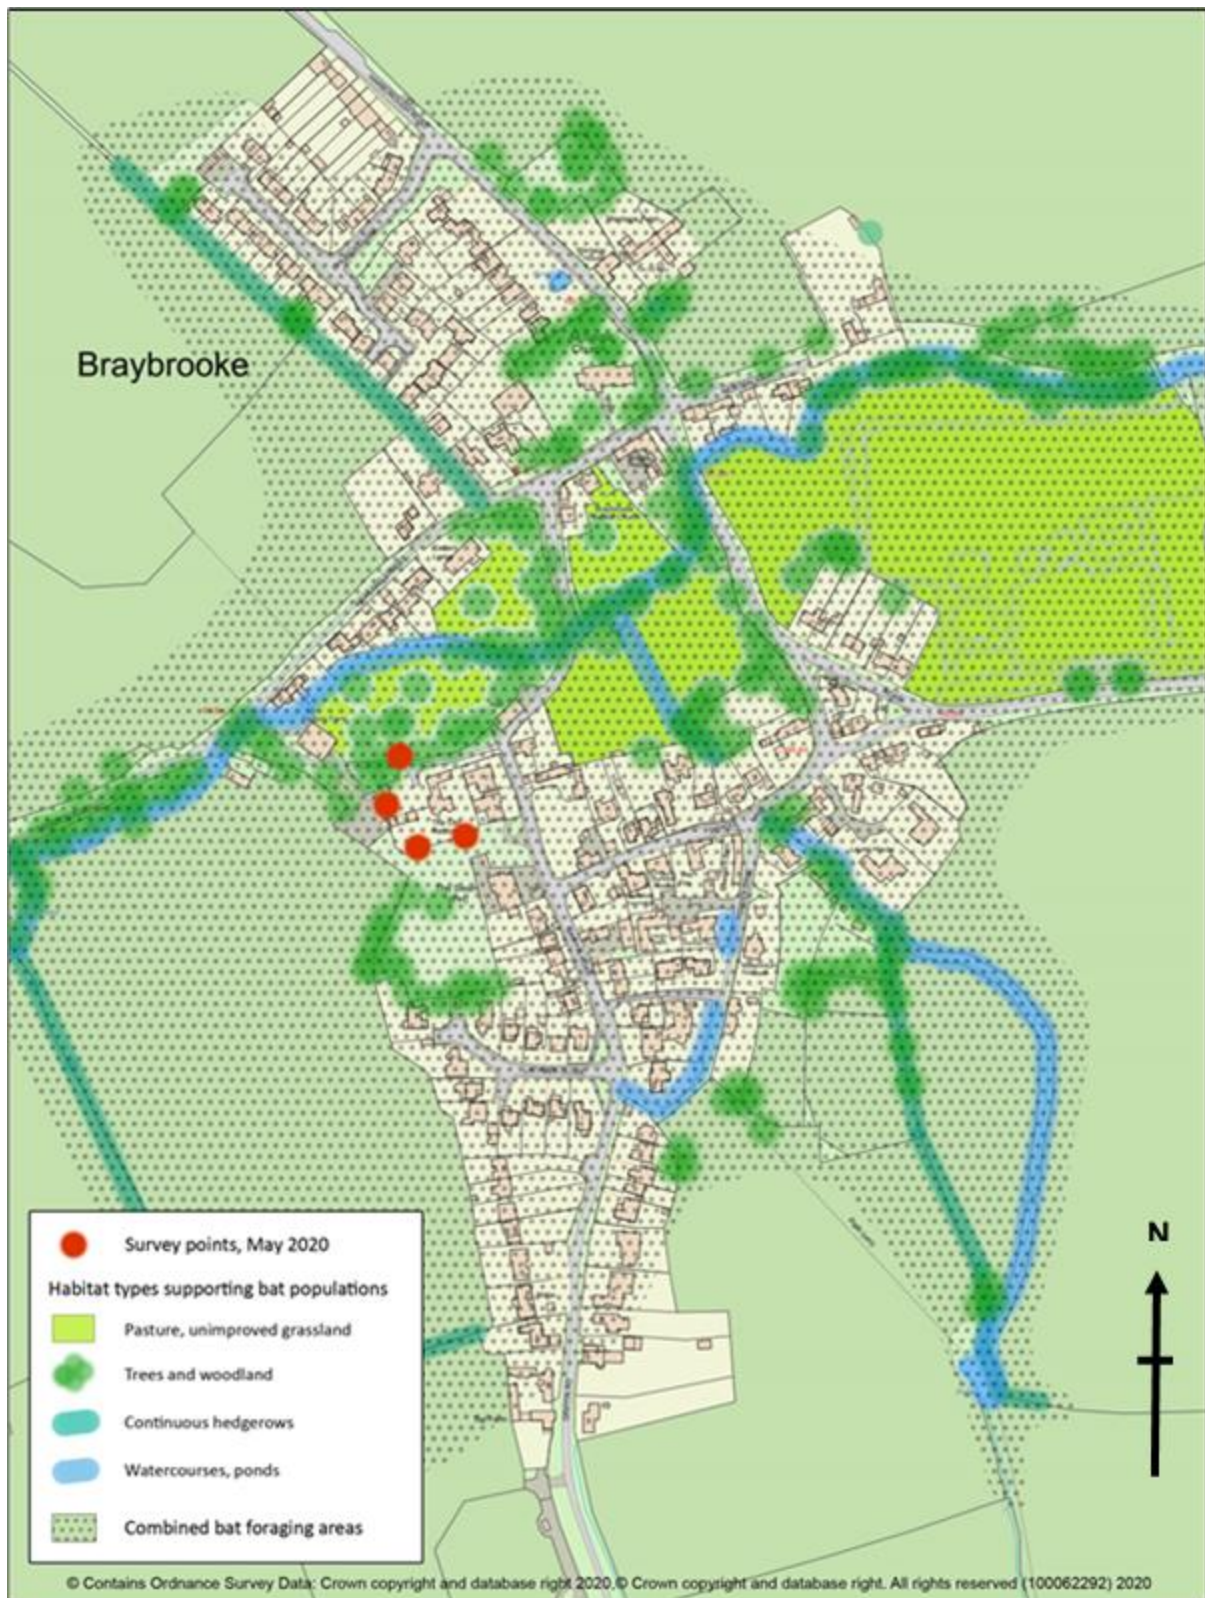 Braybrooke
Survey points, May 2020
Habitat types supporting bat populations
Pasture, unimproved grassland
Trees and woodland
Continuous hedgerows
Watercourses, ponds
Combined bat foraging areas
N
© Contains Ordnance Survey Data: Crown copyright and database right 2020,© Crown copyright and database right. All rights reserved (100062292) 2020